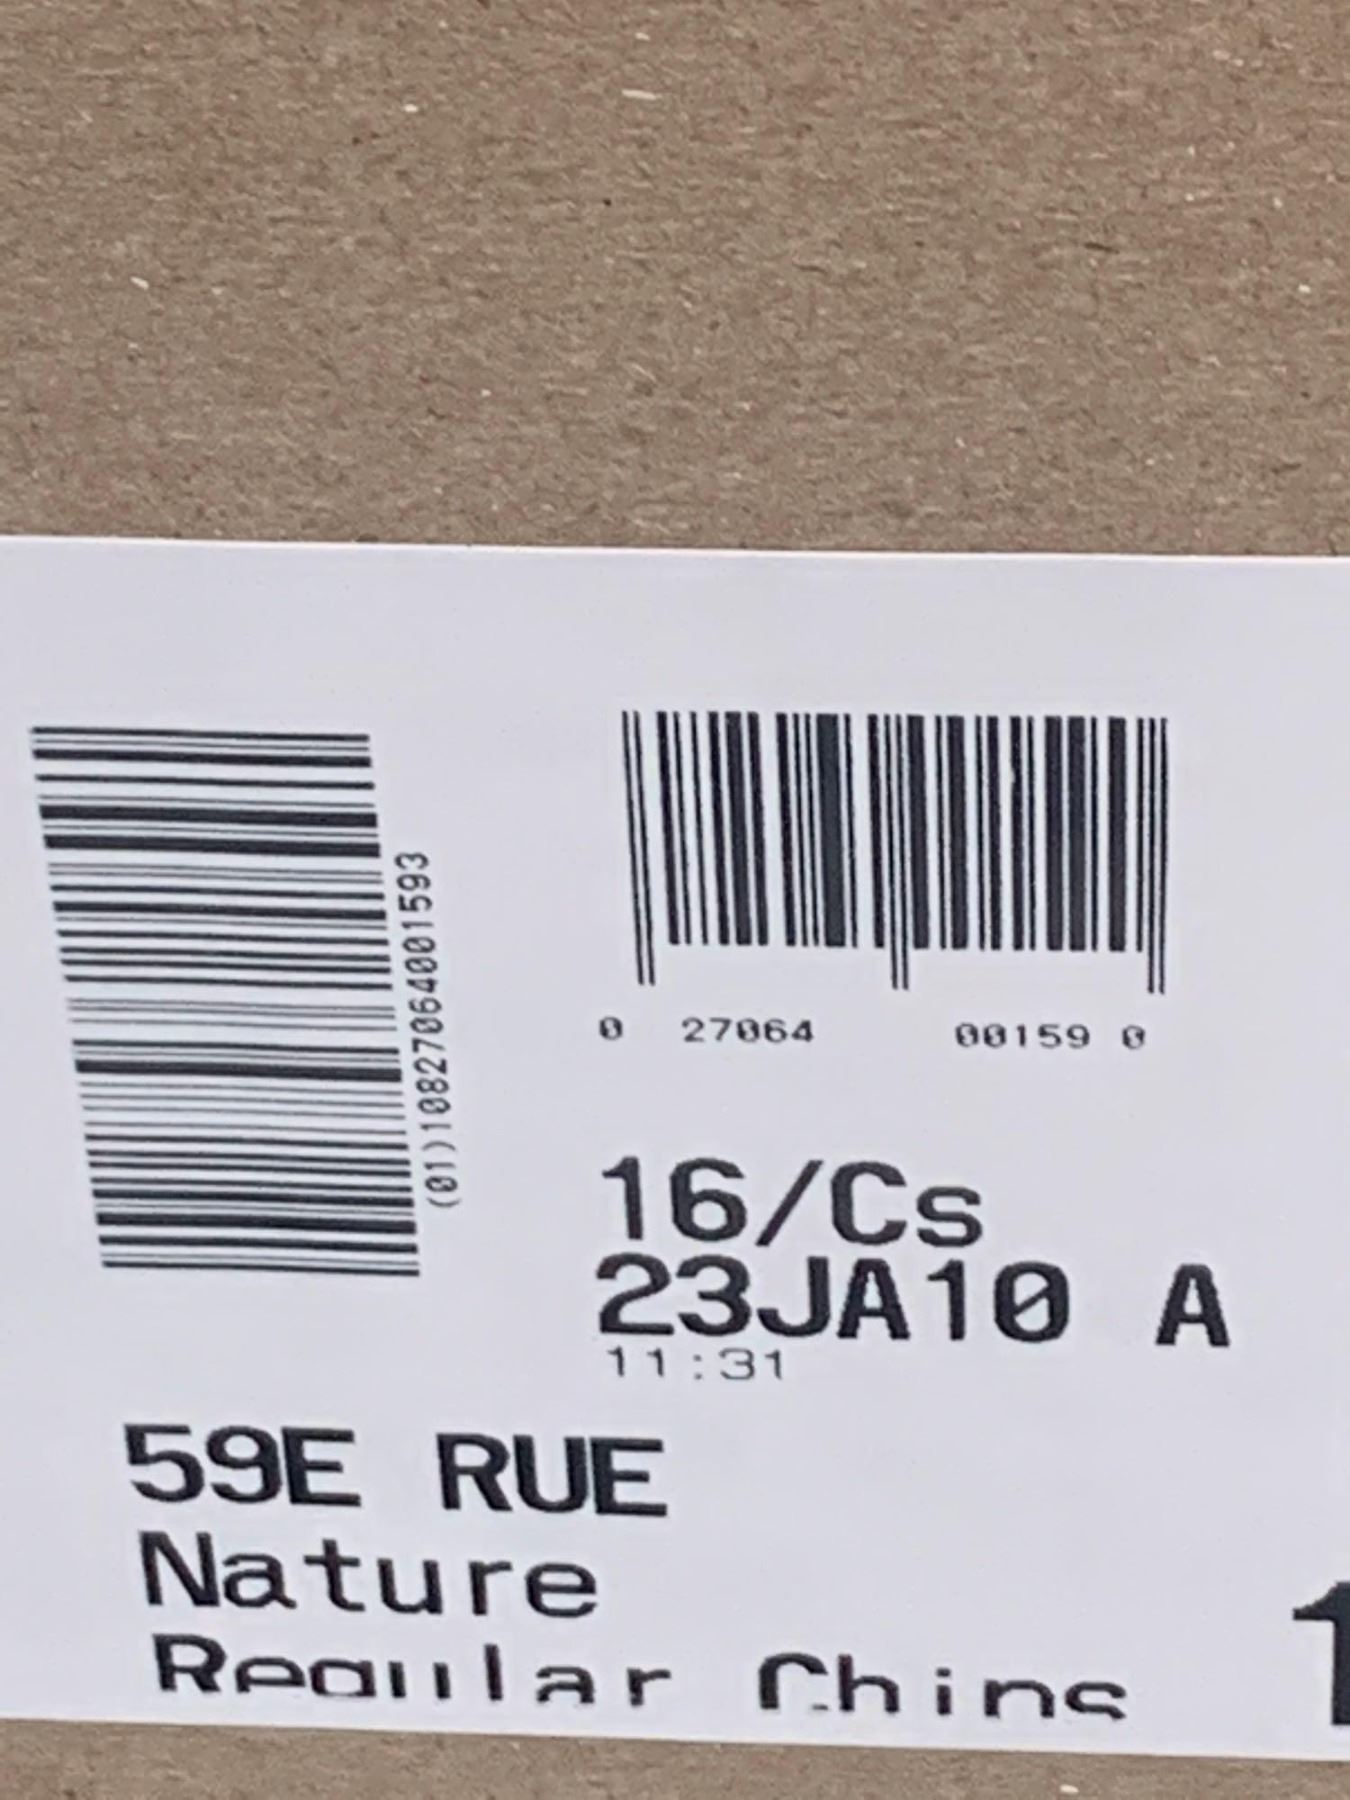 (01)10827064001593
0 27064 00159 0
16/Cs
23JA10 A
11:31
59E RUE
Nature
Regular Chips